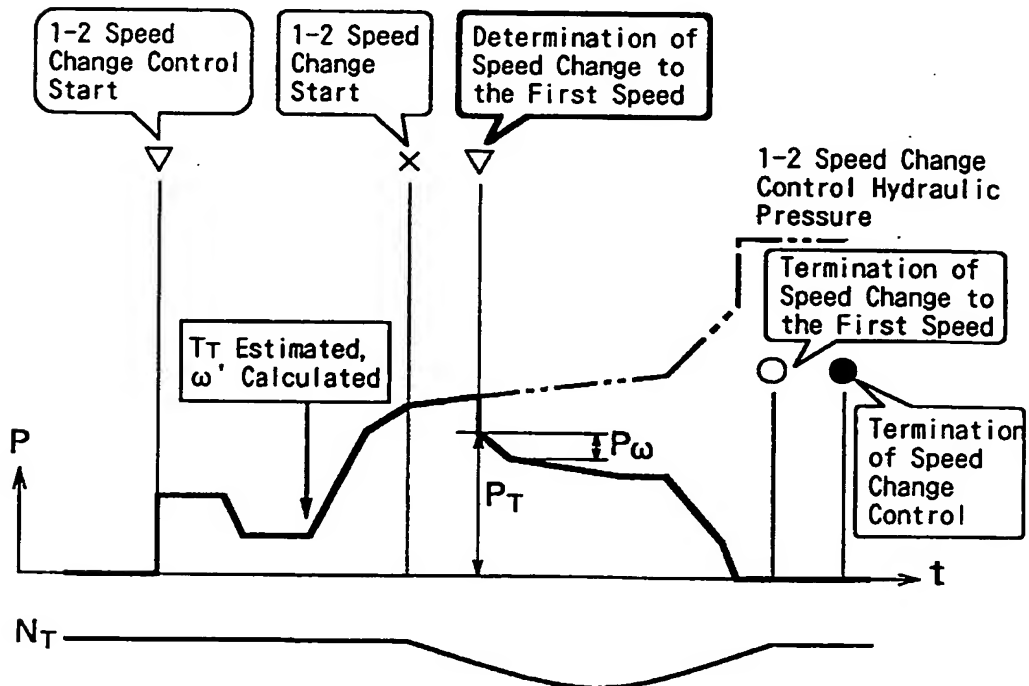 1-2 Speed
Change Control
Start
1-2 Speed
Change
Start
Determination of
Speed Change to
the First Speed
1-2 Speed Change
Control Hydraulic
Pressure
Termination of
Speed Change to
the First Speed
TT Estimated,
ω' Calculated
Termination
of Speed
Change
Control
P
Pω
PT
t
NT